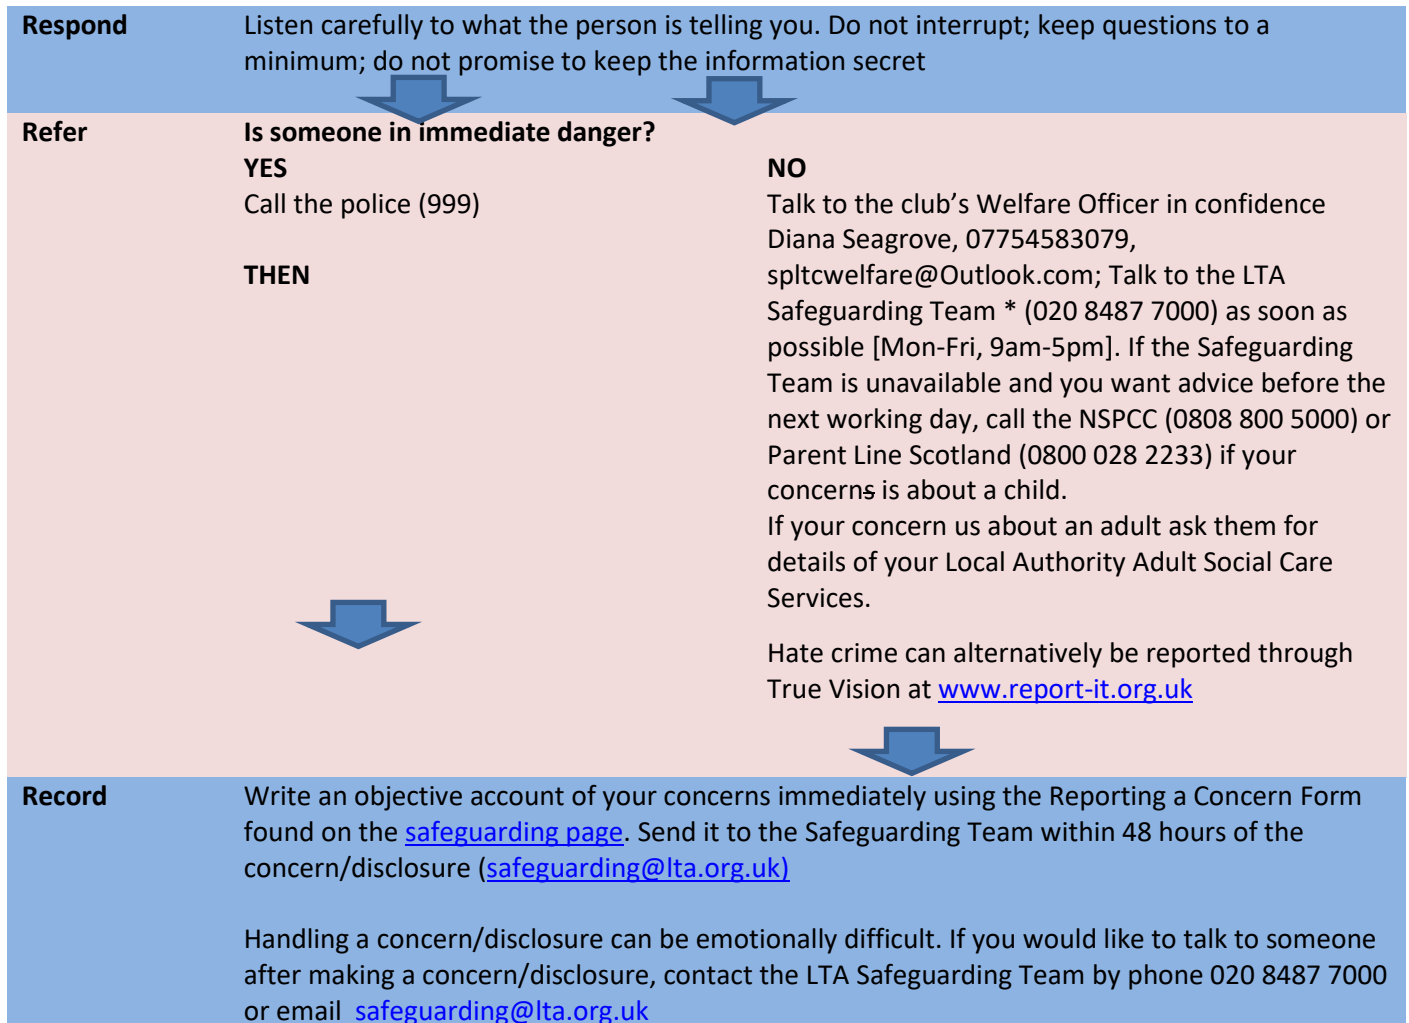 Respond
Listen carefully to what the person is telling you. Do not interrupt; keep questions to a
minimum; do not promise to keep the information secret
Refer
Is someone in immediate danger?
YES
Call the police (999)
THEN
NO
Talk to the club’s Welfare Officer in confidence
Diana Seagrove, 07754583079,
spltcwelfare@Outlook.com; Talk to the LTA
Safeguarding Team * (020 8487 7000) as soon as
possible [Mon-Fri, 9am-5pm]. If the Safeguarding
Team is unavailable and you want advice before the
next working day, call the NSPCC (0808 800 5000) or
Parent Line Scotland (0800 028 2233) if your
concerns is about a child.
If your concern us about an adult ask them for
details of your Local Authority Adult Social Care
Services.
Hate crime can alternatively be reported through
True Vision at www.report-it.org.uk
Record
Write an objective account of your concerns immediately using the Reporting a Concern Form
found on the safeguarding page. Send it to the Safeguarding Team within 48 hours of the
concern/disclosure (safeguarding@lta.org.uk)
Handling a concern/disclosure can be emotionally difficult. If you would like to talk to someone
after making a concern/disclosure, contact the LTA Safeguarding Team by phone 020 8487 7000
or email safeguarding@lta.org.uk